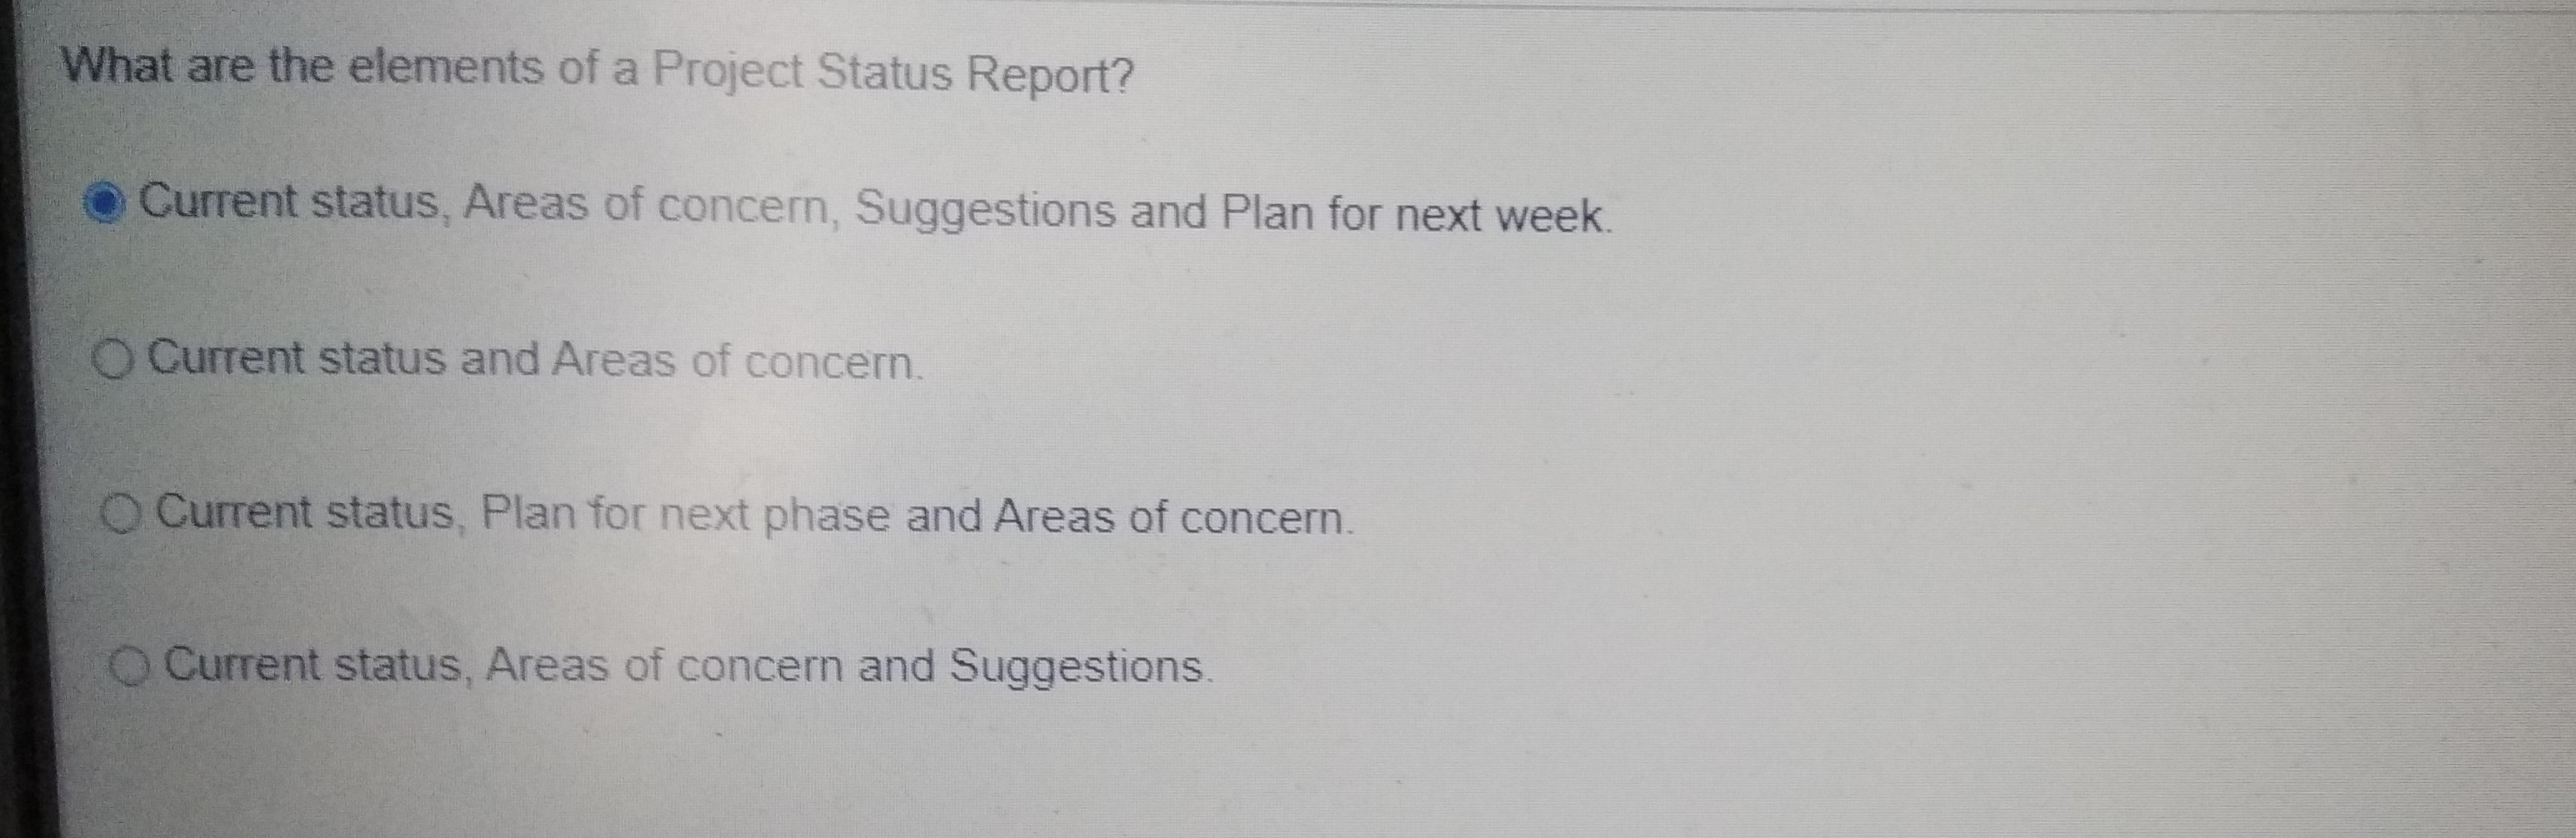 What are the elements of a Project Status Report?
Current status, Areas of concern, Suggestions and Plan for next week.
Current status and Areas of concern.
Current status, Plan for next phase and Areas of concern.
Current status, Areas of concern and Suggestions.